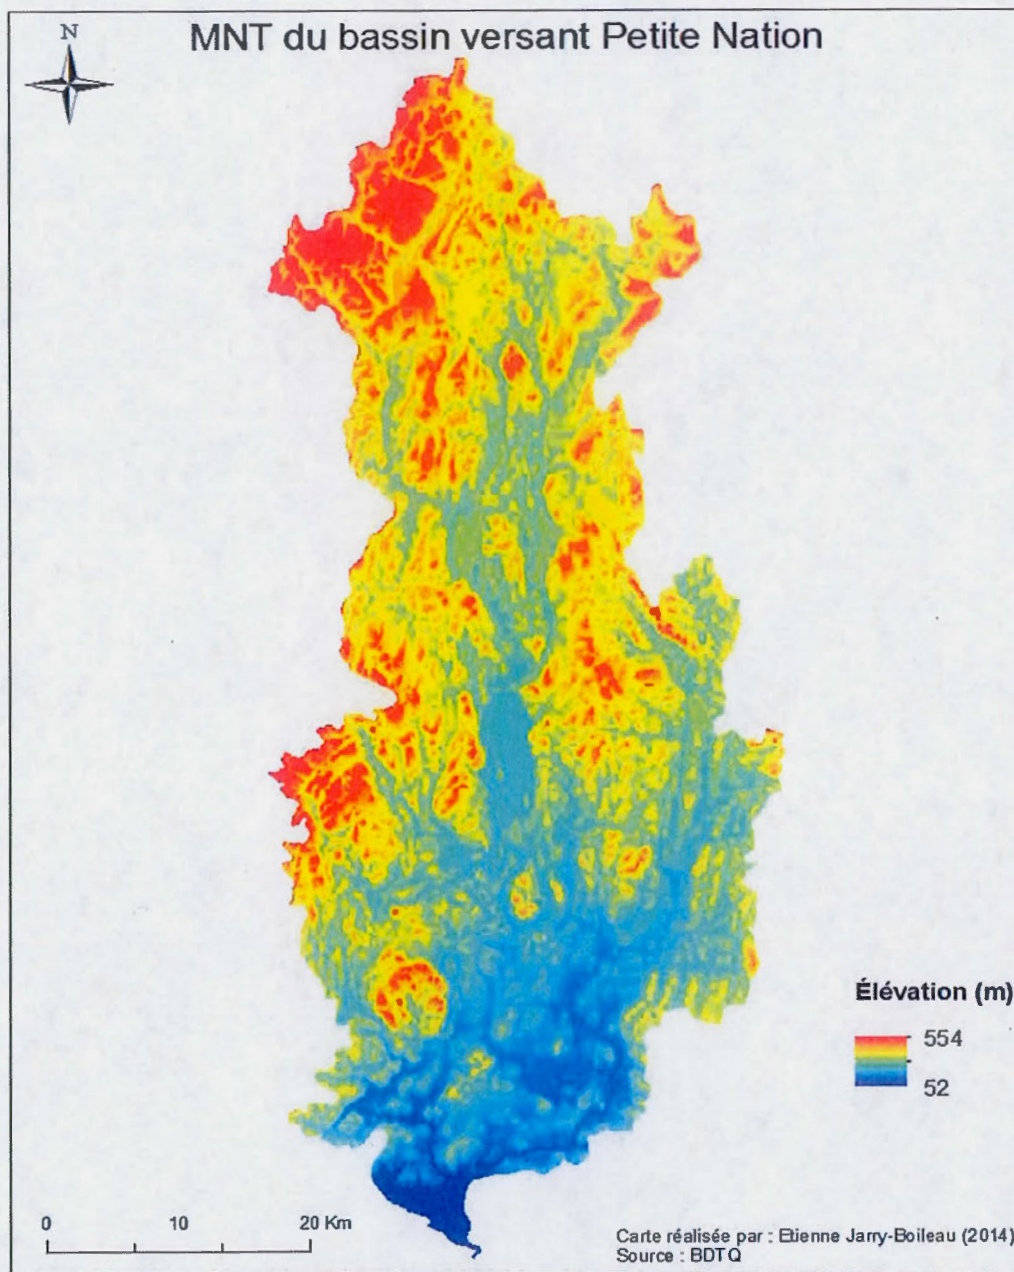 MNT du bassin versant Petite Nation
N
Élévation (m)
554
52
0 10 20 Km
Carte réalisée par : Etienne Jarry-Boileau (2014)
Source : BDTQ